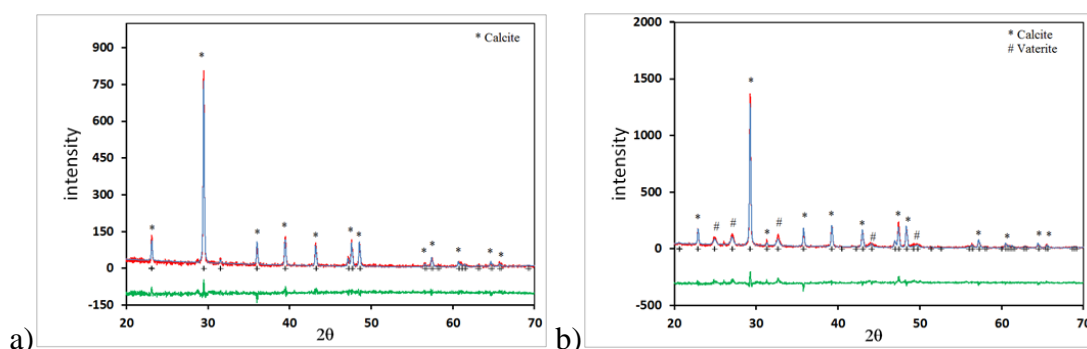 * Calcite
*
900
750
600
450
300
150
0
-150
intensity
* * * * * * * * * * *
20 30 40 50 60 70
2θ
a)
* Calcite
# Vaterite
*
2000
1500
1000
500
0
-500
intensity
* # # * # * * * # * * # * * * *
20 30 40 50 60 70
2θ
b)